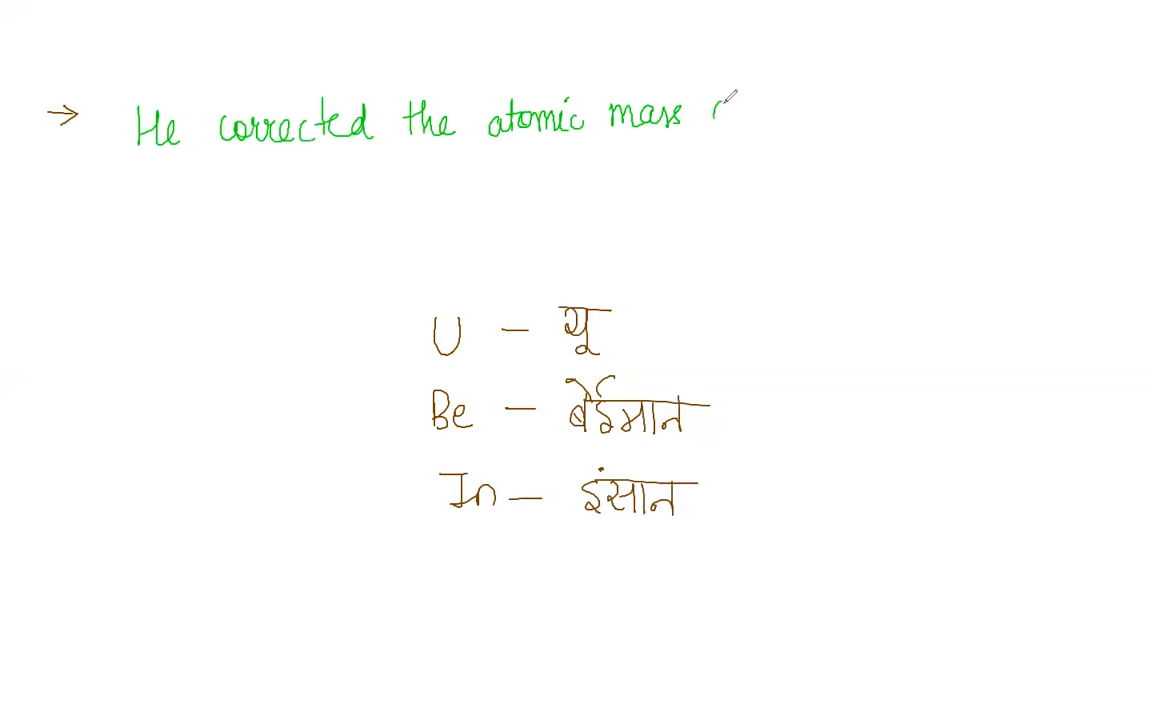 → He corrected the atomic mass
U – यू
Be – बेईमान
In – इंसान